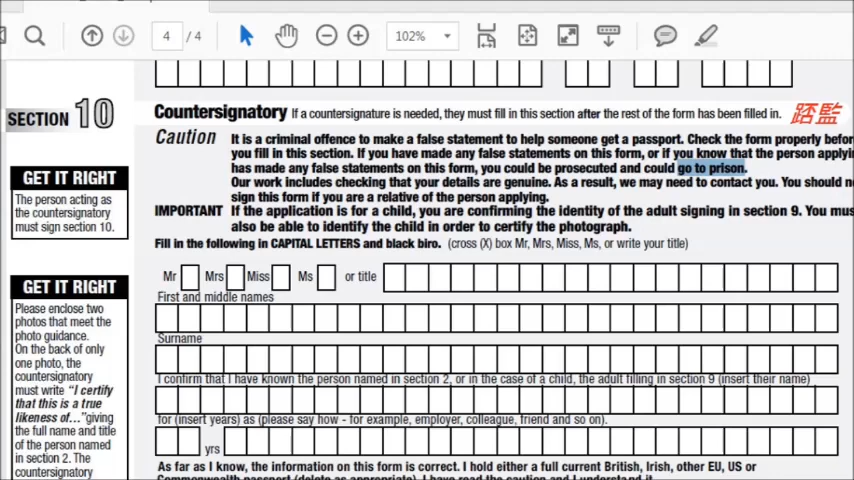 4 / 4
102%
SECTION 10
Countersignatory If a countersignature is needed, they must fill in this section after the rest of the form has been filled in.
踏監
Caution
It is a criminal offence to make a false statement to help someone get a passport. Check the form properly before
you fill in this section. If you have made any false statements on this form, or if you know that the person applying
has made any false statements on this form, you could be prosecuted and could go to prison.
Our work includes checking that your details are genuine. As a result, we may need to contact you. You should no
sign this form if you are a relative of the person applying.
IMPORTANT If the application is for a child, you are confirming the identity of the adult signing in section 9. You mus
also be able to identify the child in order to certify the photograph.
Fill in the following in CAPITAL LETTERS and black biro. (cross (X) box Mr, Mrs, Miss, Ms, or write your title)
GET IT RIGHT
The person acting as
the countersignatory
must sign section 10.
Mr Mrs Miss Ms or title
First and middle names
Surname
I confirm that I have known the person named in section 2, or in the case of a child, the adult filling in section 9 (insert their name)
for (insert years) as (please say how - for example, employer, colleague, friend and so on).
yrs
As far as I know, the information on this form is correct. I hold either a full current British, Irish, other EU, US or
Commonwealth passport (delete as appropriate). I have read the caution and I understand it.
GET IT RIGHT
Please enclose two
photos that meet the
photo guidance.
On the back of only
one photo, the
countersignatory
must write "I certify
that this is a true
likeness of..." giving
the full name and title
of the person named
in section 2. The
countersignatory